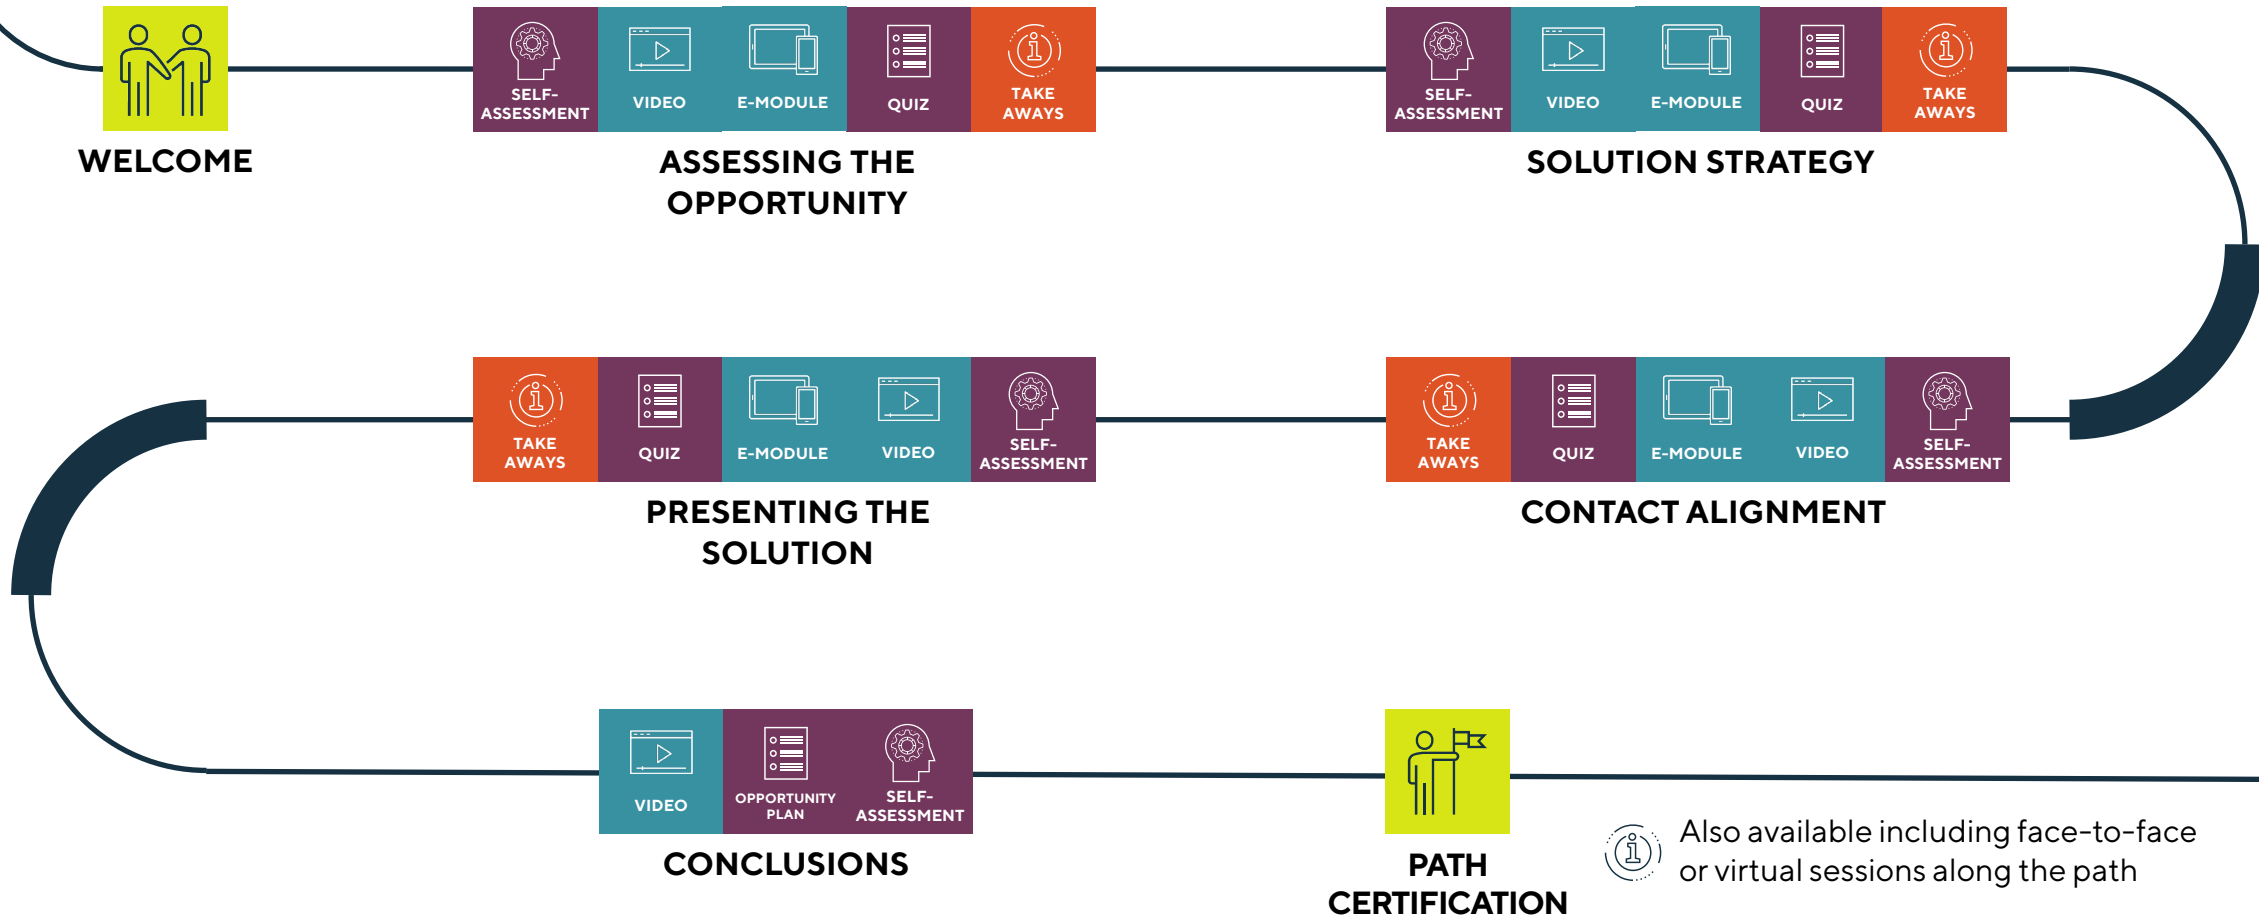 SELF-
ASSESSMENT
VIDEO
E-MODULE
QUIZ
TAKE
AWAYS
SELF-
ASSESSMENT
VIDEO
E-MODULE
QUIZ
TAKE
AWAYS
WELCOME
ASSESSING THE
OPPORTUNITY
SOLUTION STRATEGY
TAKE
AWAYS
QUIZ
E-MODULE
VIDEO
SELF-
ASSESSMENT
TAKE
AWAYS
QUIZ
E-MODULE
VIDEO
SELF-
ASSESSMENT
PRESENTING THE
SOLUTION
CONTACT ALIGNMENT
VIDEO
OPPORTUNITY
PLAN
SELF-
ASSESSMENT
CONCLUSIONS
PATH
CERTIFICATION
Also available including face-to-face
or virtual sessions along the path